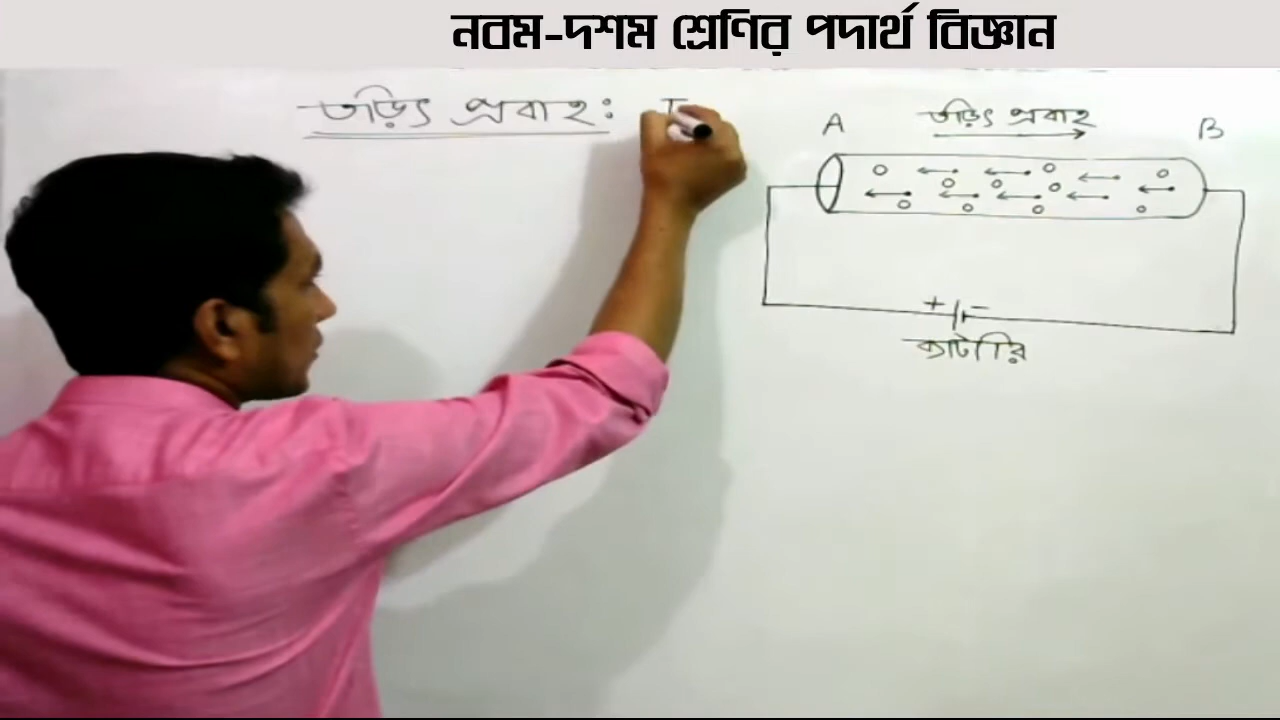 নবম-দশম শ্রেণির পদার্থ বিজ্ঞান
তড়িৎ প্রবাহ : I
তড়িৎ প্রবাহ
A B
+ −
ব্যাটারি